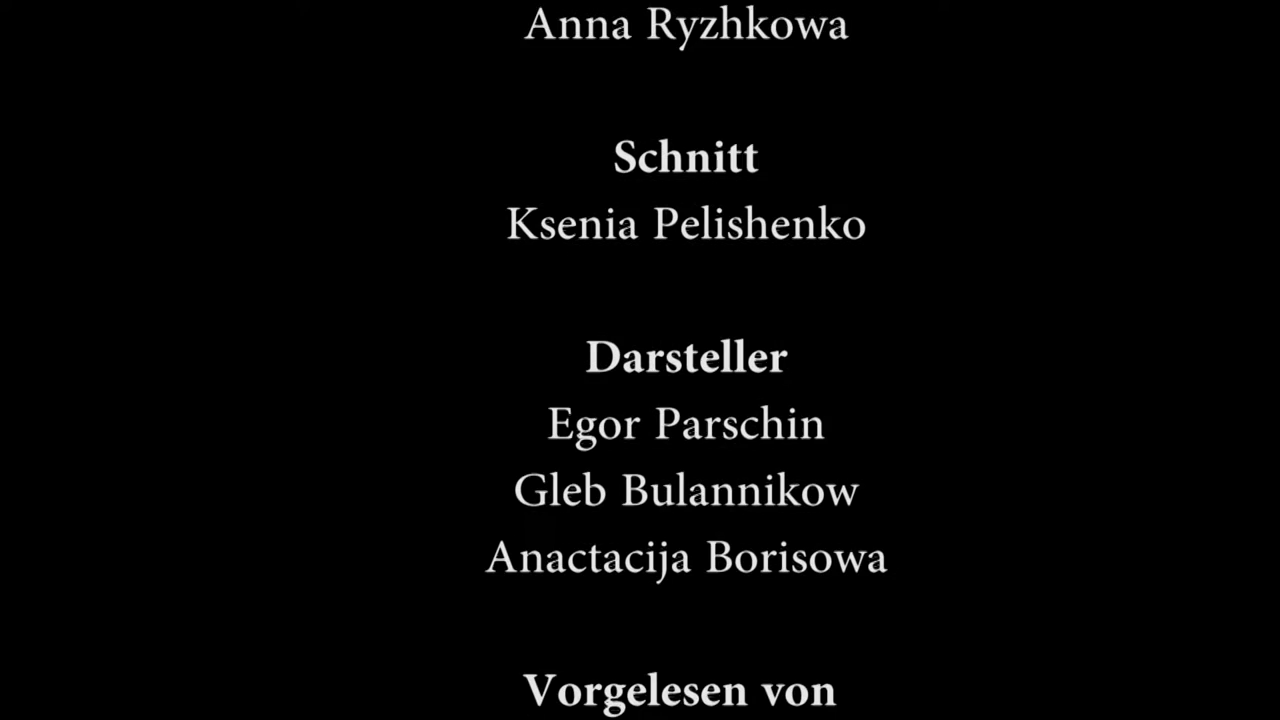 Anna Ryzhkowa
Schnitt
Ksenia Pelishenko
Darsteller
Egor Parschin
Gleb Bulannikow
Anactacija Borisowa
Vorgelesen von